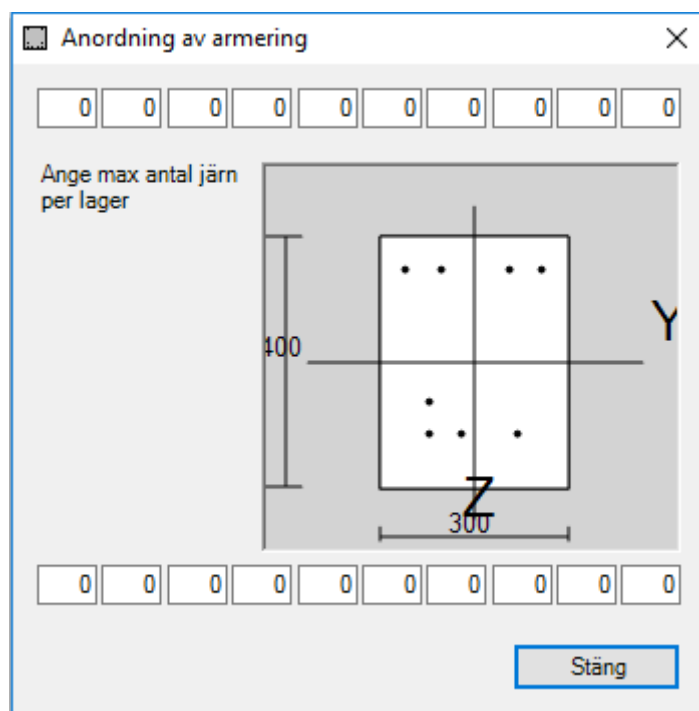 Anordning av armering
0 0 0 0 0 0 0 0 0 0
Ange max antal järn
per lager
Y
400
Z
300
0 0 0 0 0 0 0 0 0 0
Stäng